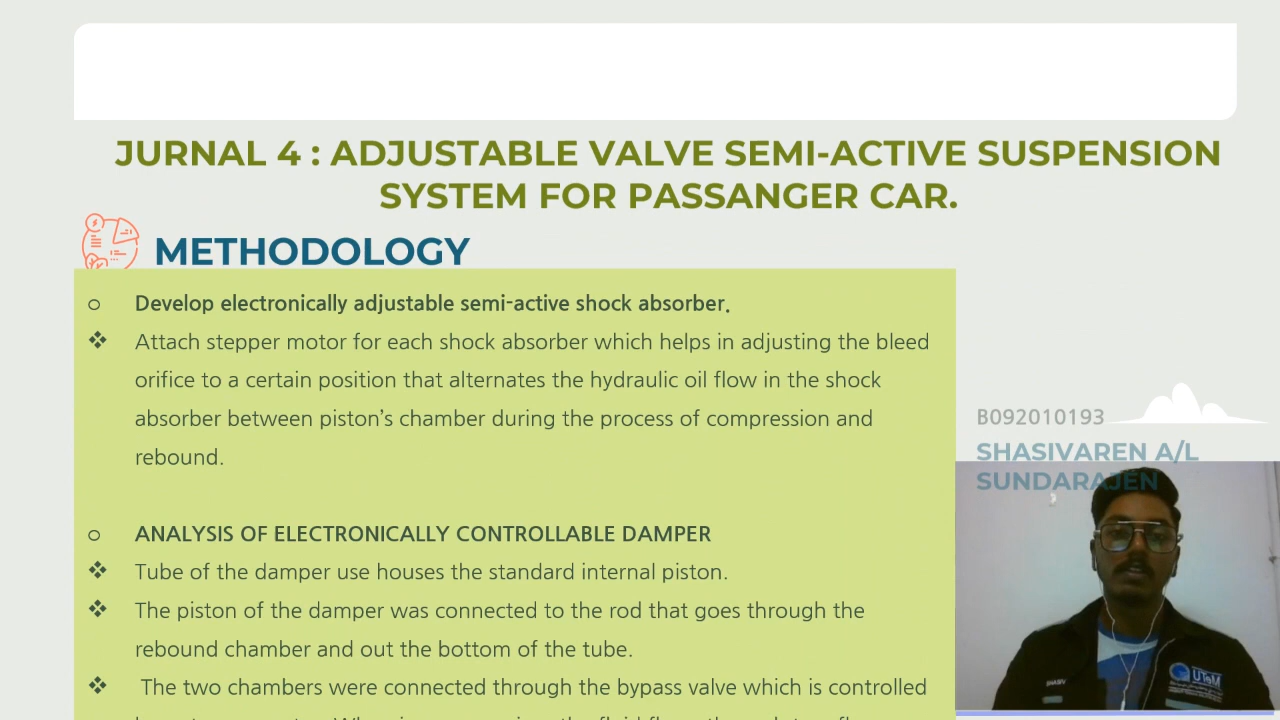 JURNAL 4 : ADJUSTABLE VALVE SEMI-ACTIVE SUSPENSION
SYSTEM FOR PASSANGER CAR.
METHODOLOGY
o Develop electronically adjustable semi-active shock absorber.
❖ Attach stepper motor for each shock absorber which helps in adjusting the bleed
orifice to a certain position that alternates the hydraulic oil flow in the shock
absorber between piston’s chamber during the process of compression and
rebound.
o ANALYSIS OF ELECTRONICALLY CONTROLLABLE DAMPER
❖ Tube of the damper use houses the standard internal piston.
❖ The piston of the damper was connected to the rod that goes through the
rebound chamber and out the bottom of the tube.
❖ The two chambers were connected through the bypass valve which is controlled
B092010193
SHASIVAREN A/L
SUNDARAJEN
SHASIV
UTeM